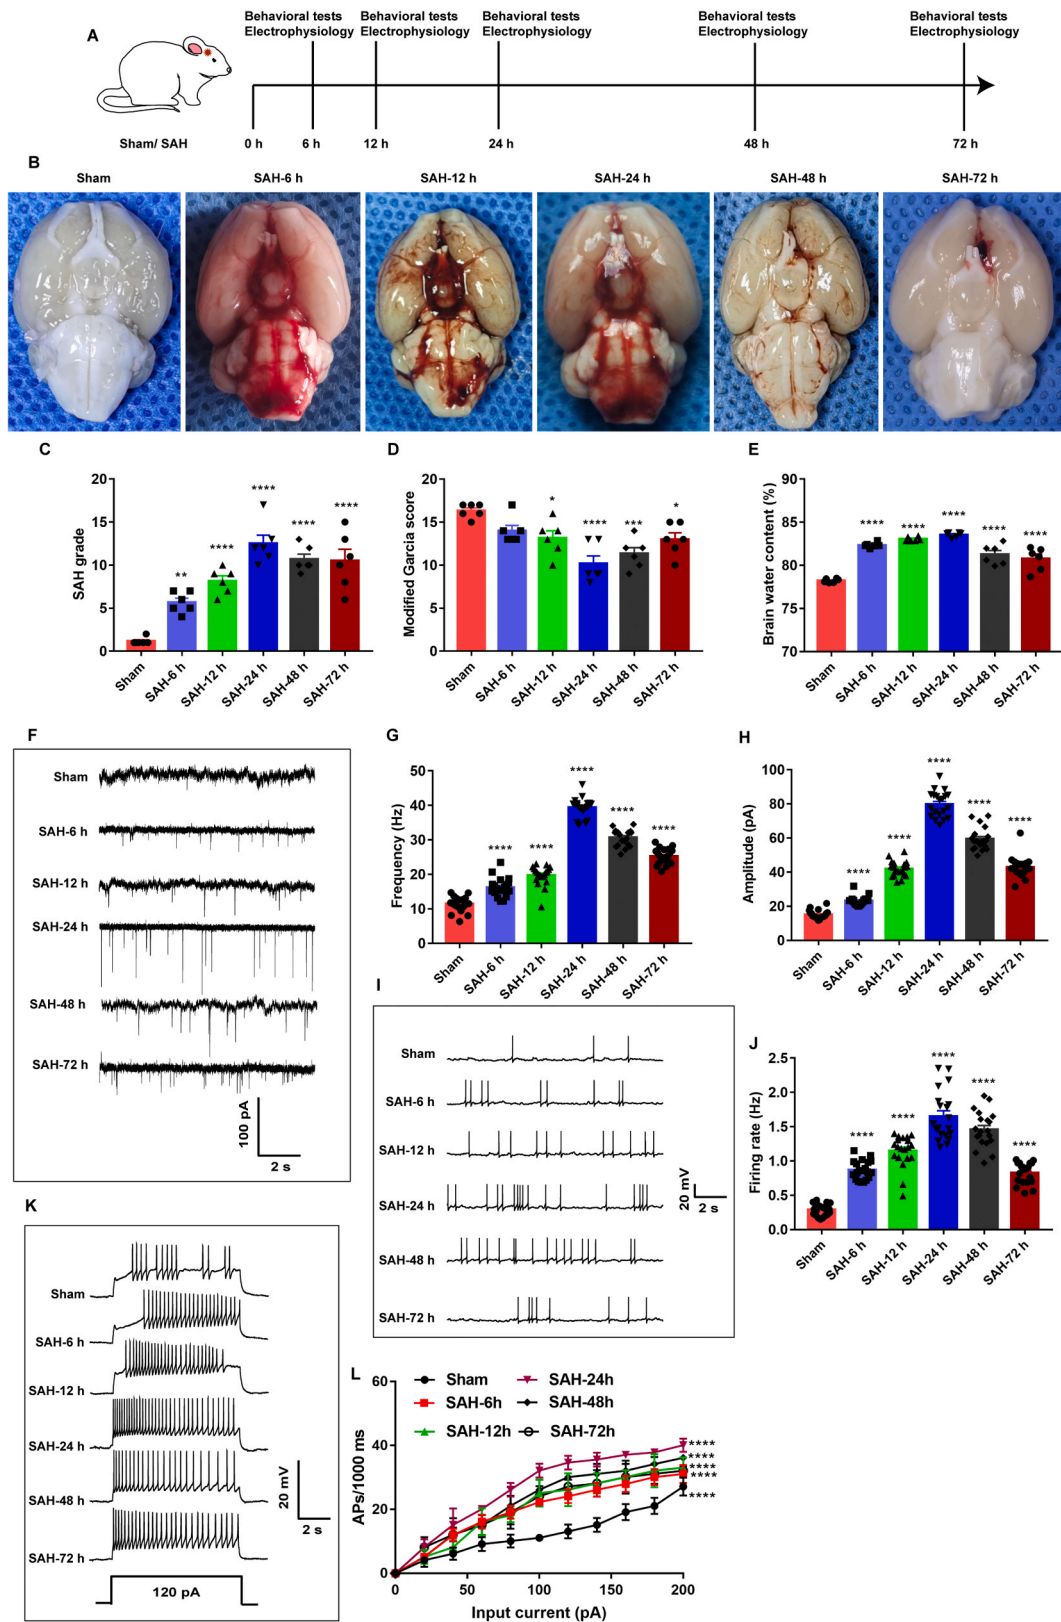 A
Behavioral tests Behavioral tests Behavioral tests Behavioral tests Behavioral tests
Electrophysiology Electrophysiology Electrophysiology Electrophysiology Electrophysiology
Sham/ SAH 0 h 6 h 12 h 24 h 48 h 72 h
B
Sham SAH-6 h SAH-12 h SAH-24 h SAH-48 h SAH-72 h
C
SAH grade
20
15
10
5
0
** **** **** **** ****
Sham SAH-6 h SAH-12 h SAH-24 h SAH-48 h SAH-72 h
D
Modified Garcia score
20
15
10
5
0
* **** *** *
Sham SAH-6 h SAH-12 h SAH-24 h SAH-48 h SAH-72 h
E
Brain water content (%)
90
85
80
75
70
**** **** **** **** ****
Sham SAH-6 h SAH-12 h SAH-24 h SAH-48 h SAH-72 h
F
Sham
SAH-6 h
SAH-12 h
SAH-24 h
SAH-48 h
SAH-72 h
100 pA
2 s
G
Frequency (Hz)
50
40
30
20
10
0
**** **** **** **** ****
Sham SAH-6 h SAH-12 h SAH-24 h SAH-48 h SAH-72 h
H
Amplitude (pA)
100
80
60
40
20
0
**** **** **** **** ****
Sham SAH-6 h SAH-12 h SAH-24 h SAH-48 h SAH-72 h
I
Sham
SAH-6 h
SAH-12 h
SAH-24 h
SAH-48 h
SAH-72 h
20 mV
2 s
J
Firing rate (Hz)
2.5
2.0
1.5
1.0
0.5
0.0
**** **** **** **** ****
Sham SAH-6 h SAH-12 h SAH-24 h SAH-48 h SAH-72 h
K
Sham
SAH-6 h
SAH-12 h
SAH-24 h
SAH-48 h
SAH-72 h
20 mV
2 s
120 pA
L
Sham SAH-24h
SAH-6h SAH-48h
SAH-12h SAH-72h
APs/1000 ms
60
40
20
0
****
****
****
****
****
0 50 100 150 200
Input current (pA)